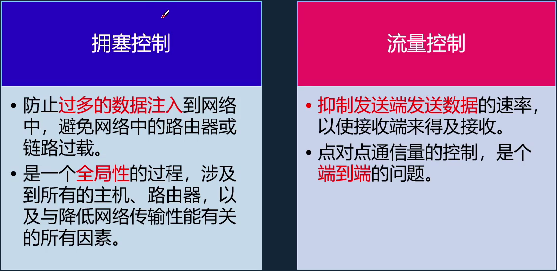 拥塞控制
• 防止过多的数据注入到网络
中，避免网络中的路由器或
链路过载。
• 是一个全局性的过程，涉及
到所有的主机、路由器，以
及与降低网络传输性能有关
的所有因素。
流量控制
• 抑制发送端发送数据的速率，
以使接收端来得及接收。
• 点对点通信量的控制，是个
端到端的问题。